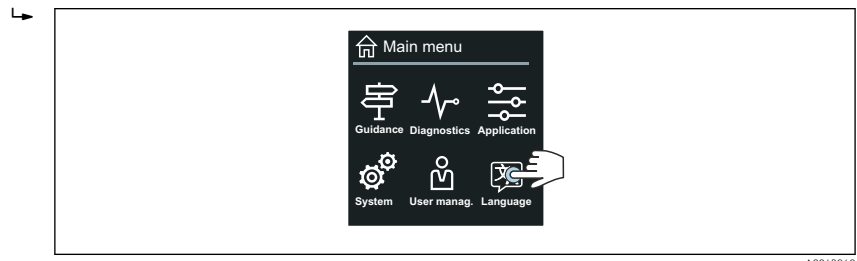 Main menu
Guidance Diagnostics Application
System User manag. Language